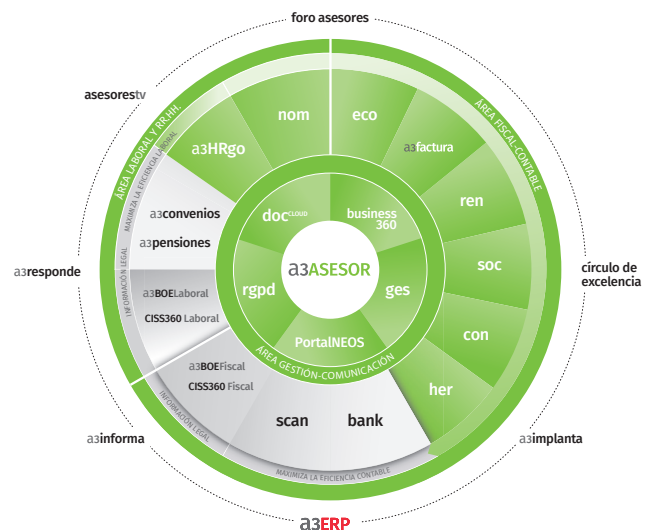 foro asesores
asesorestv
ÁREA LABORAL Y RR.HH.
ÁREA FISCAL-CONTABLE
MAXIMIZA LA EFICIENCIA LABORAL
nom
eco
a3HRgo
a3factura
ren
a3convenios
a3pensiones
docCLOUD
business
360
a3ASESOR
soc
a3responde
círculo de
excelencia
INFORMACIÓN LEGAL
a3BOELaboral
CISS360 Laboral
rgpd
ges
con
PortalNEOS
ÁREA GESTIÓN-COMUNICACIÓN
a3BOEFiscal
CISS360 Fiscal
her
scan
bank
INFORMACIÓN LEGAL
MAXIMIZA LA EFICIENCIA CONTABLE
a3informa
a3implanta
a3ERP